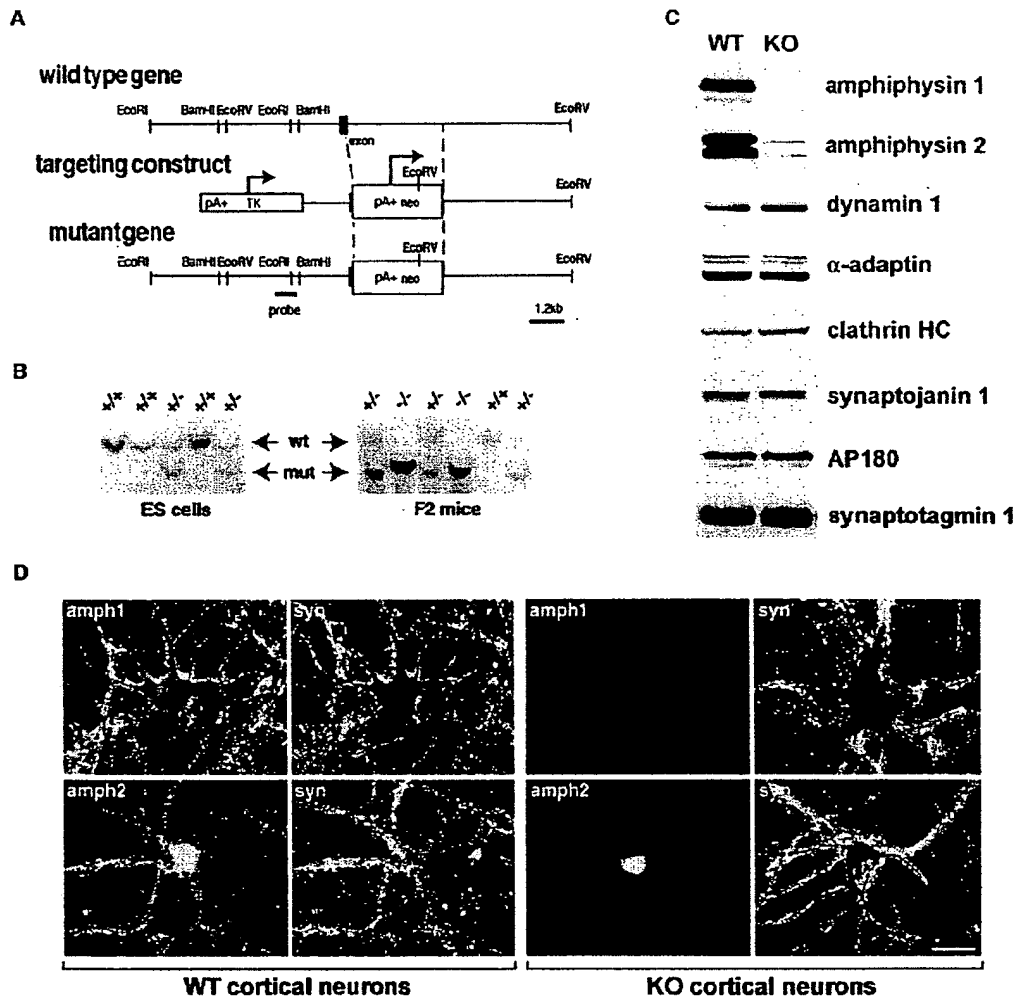 A
wild type gene
EcoRI BamHI EcoRV EcoRI BamHI EcoRV
exon
targeting construct
EcoRV EcoRV
pA+ TK pA+ neo
mutant gene
EcoRI BamHI EcoRV EcoRI BamHI EcoRV EcoRV
pA+ neo
probe
1.2kb
B
+/+ +/+ +/- +/+ +/- +/- -/- +/- -/- +/+ +/-
wt
mut
ES cells F2 mice
C
WT KO
amphiphysin 1
amphiphysin 2
dynamin 1
α-adaptin
clathrin HC
synaptojanin 1
AP180
synaptotagmin 1
D
amph1 syn amph1 syn
amph2 syn amph2 syn
WT cortical neurons KO cortical neurons